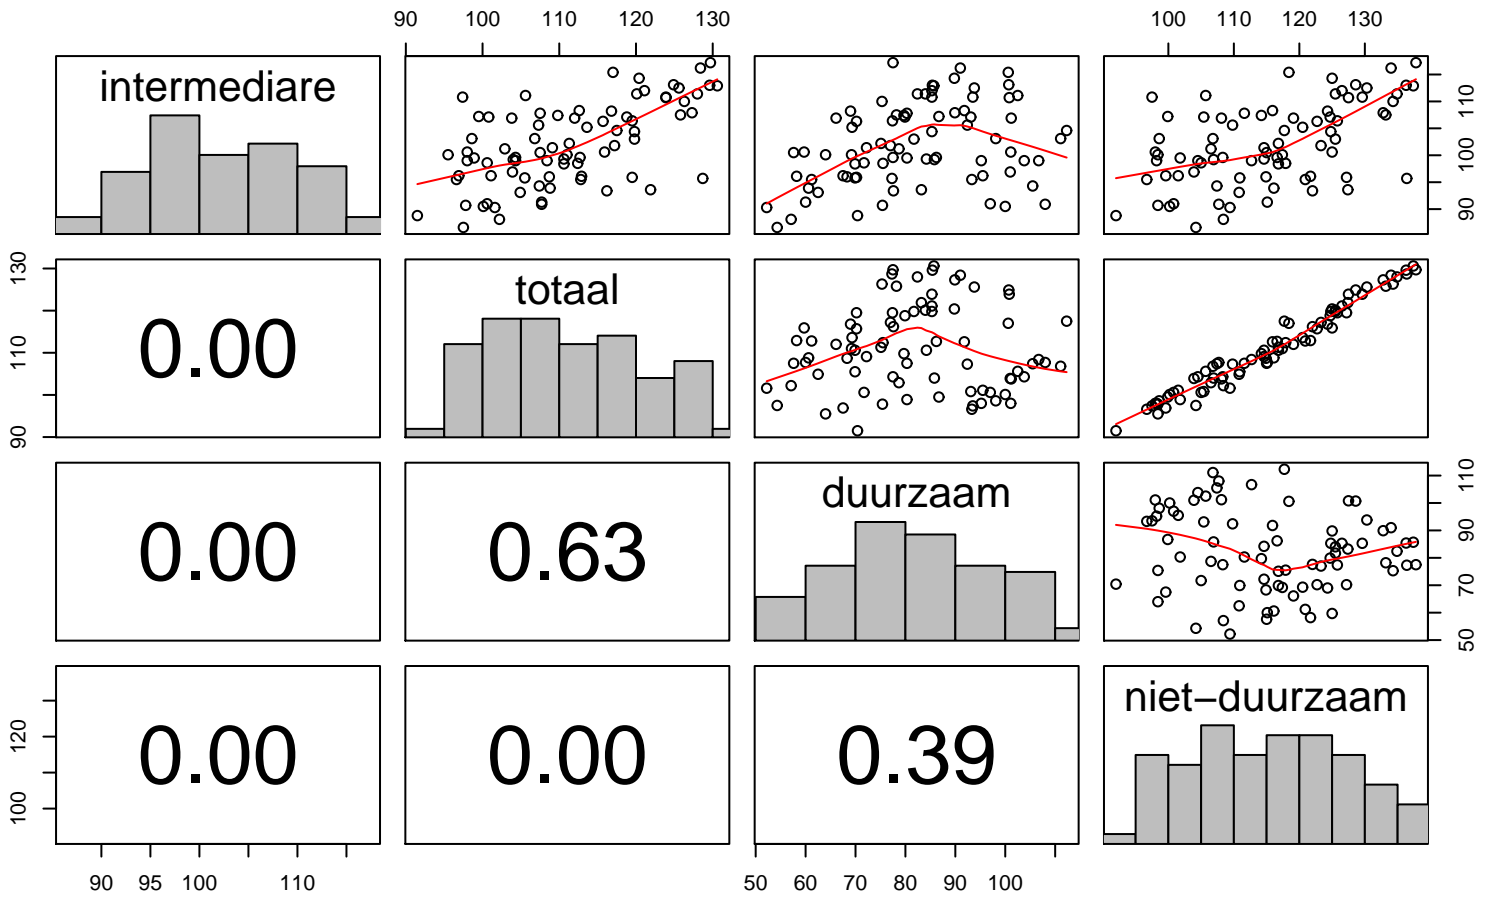 90 100 110 120 130 100 110 120 130
intermediare
90 100 110
130 110 90
0.00 totaal
0.00 0.63 duurzaam
50 70 90 110
120 100
0.00 0.00 0.39 niet−duurzaam
90 95 100 110 50 60 70 80 90 100